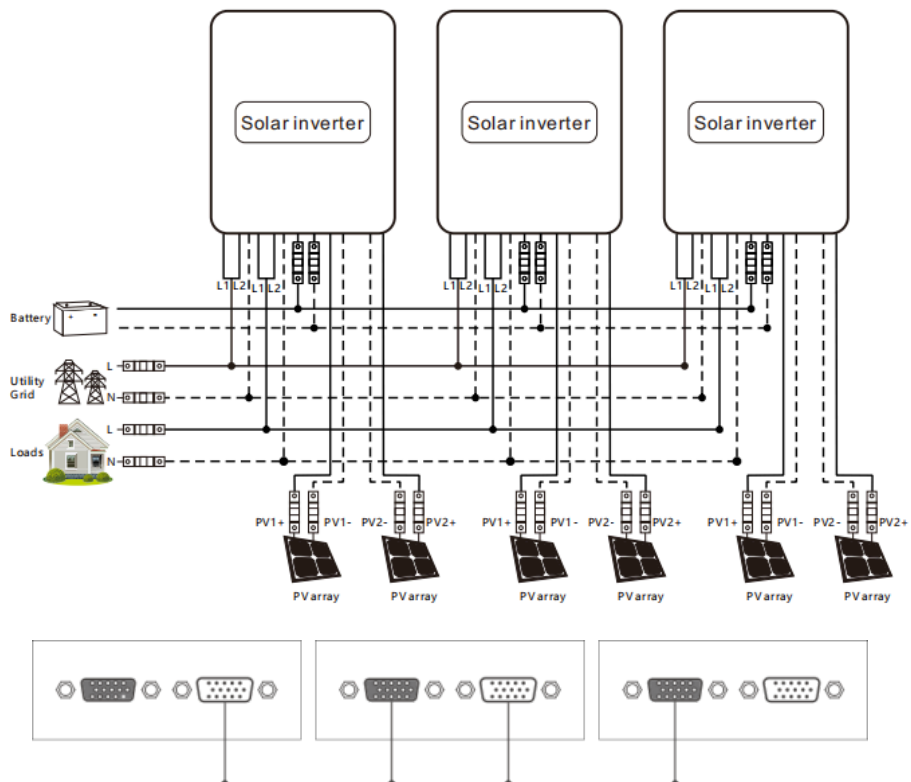 Solar inverter
Solar inverter
Solar inverter
L1 L2 L1 L2
L1 L2 L1 L2
L1 L2 L1 L2
Battery
Utility
Grid
L
N
Loads
L
N
PV1+ PV1- PV2- PV2+
PV1+ PV1- PV2- PV2+
PV1+ PV1- PV2- PV2+
PV array PV array
PV array PV array
PV array PV array